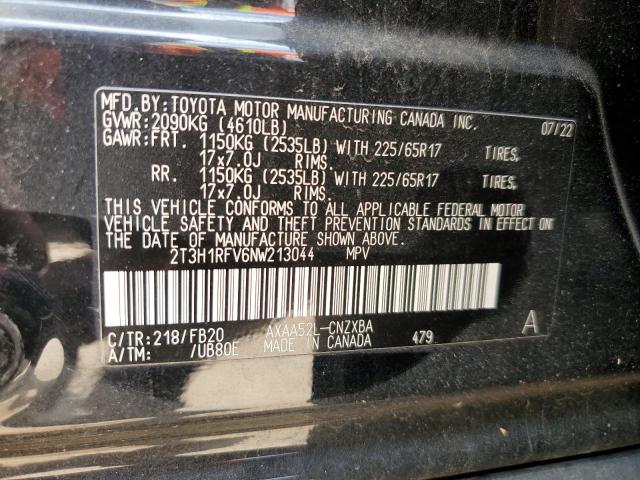 MFD.BY:TOYOTA MOTOR MANUFACTURING CANADA INC.
GVWR:2090KG (4610LB) 07/22
GAWR:FRT. 1150KG (2535LB) WITH 225/65R17 TIRES,
17x7.0J RIMS.
RR. 1150KG (2535LB) WITH 225/65R17 TIRES,
17x7.0J RIMS.
THIS VEHICLE CONFORMS TO ALL APPLICABLE FEDERAL MOTOR
VEHICLE SAFETY AND THEFT PREVENTION STANDARDS IN EFFECT ON
THE DATE OF MANUFACTURE SHOWN ABOVE.
2T3H1RFV6NW213044 MPV
C/TR:218/FB20 AXAA52L-CNZXBA 479 A
A/TM: /UB80E MADE IN CANADA